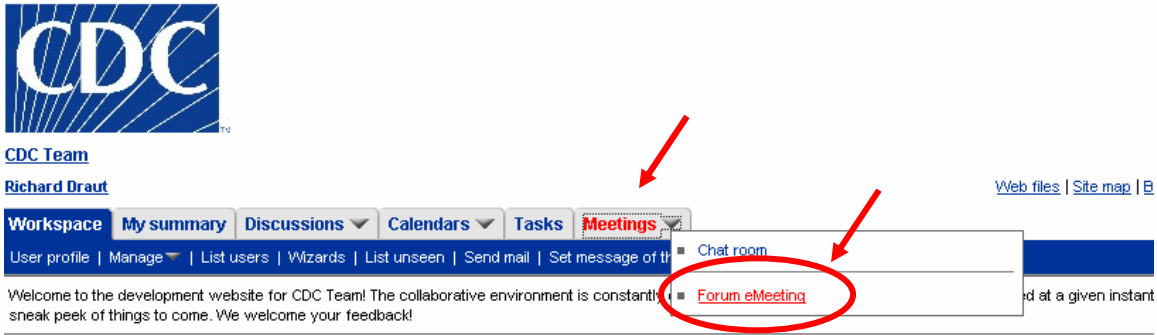 CDC
TM
CDC Team
Richard Draut
Web files | Site map | B
Workspace My summary Discussions Calendars Tasks Meetings
User profile | Manage | List users | Wizards | List unseen | Send mail | Set message of th
Chat room
Forum eMeeting
Welcome to the development website for CDC Team! The collaborative environment is constantly ed at a given instant
sneak peek of things to come. We welcome your feedback!